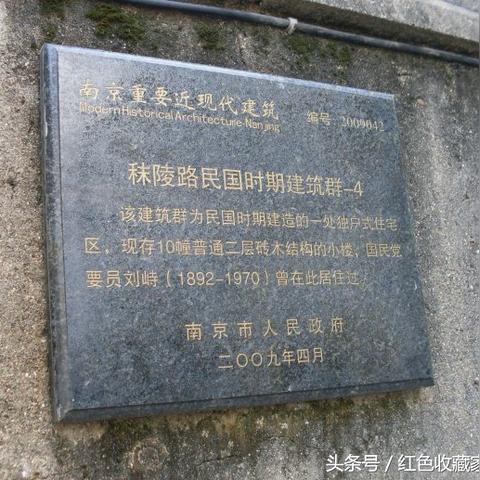 南京重要近现代建筑
Modern Historical Architecture·Nanjing
编号：2009042
秣陵路民国时期建筑群-4
该建筑群为民国时期建造的一处独户式住宅
区，现存10幢普通二层砖木结构的小楼，国民党
要员刘峙（1892-1970）曾在此居住过。
南京市人民政府
二〇〇九年四月
头条号 / 红色收藏家